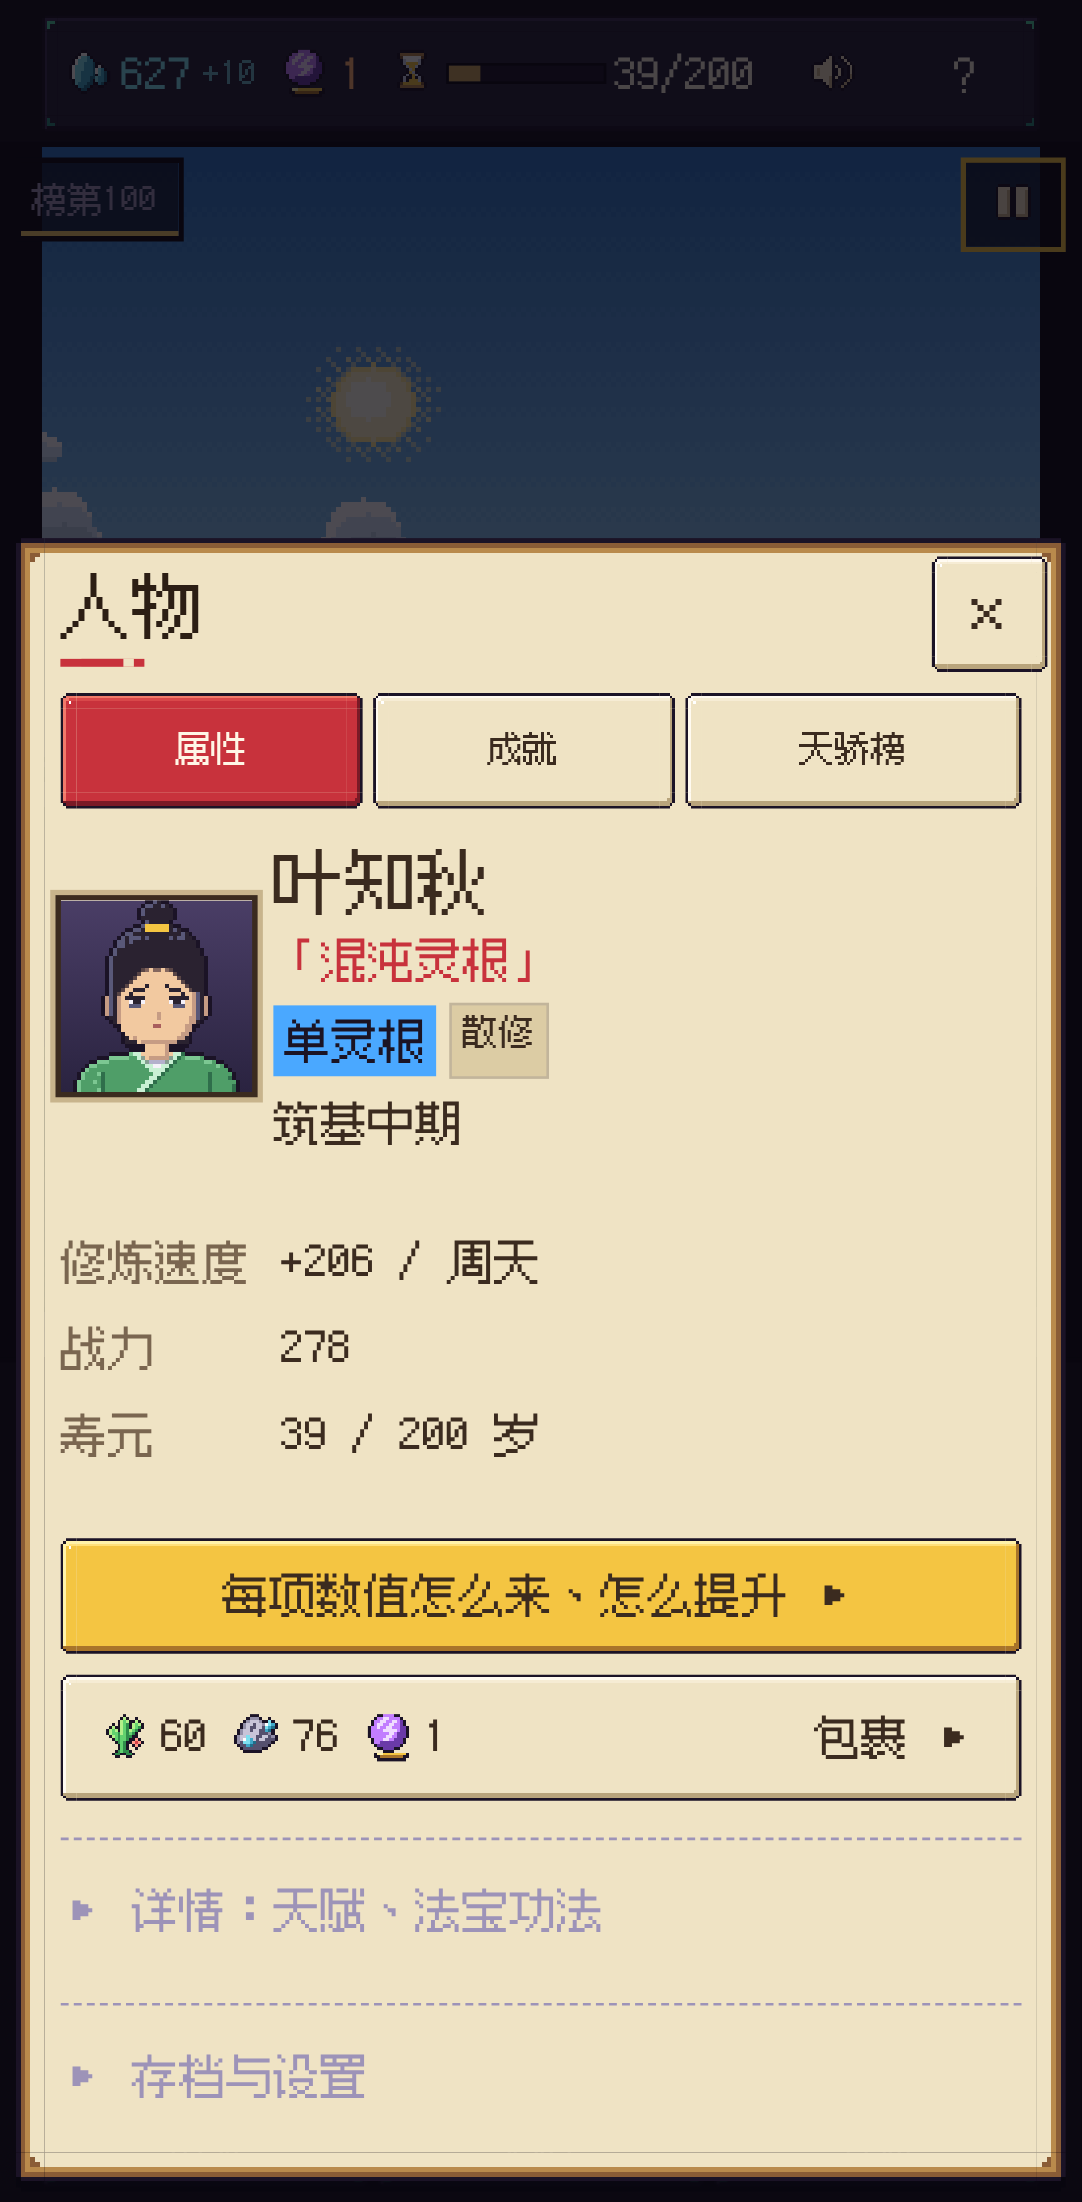 627 +10 1 39/200 ?
榜第100
人物
属性 成就 天骄榜
叶知秋
「混沌灵根」
单灵根 散修
筑基中期
修炼速度 +206 / 周天
战力 278
寿元 39 / 200 岁
每项数值怎么来、怎么提升
60 76 1 包裹
详情：天赋、法宝功法
存档与设置